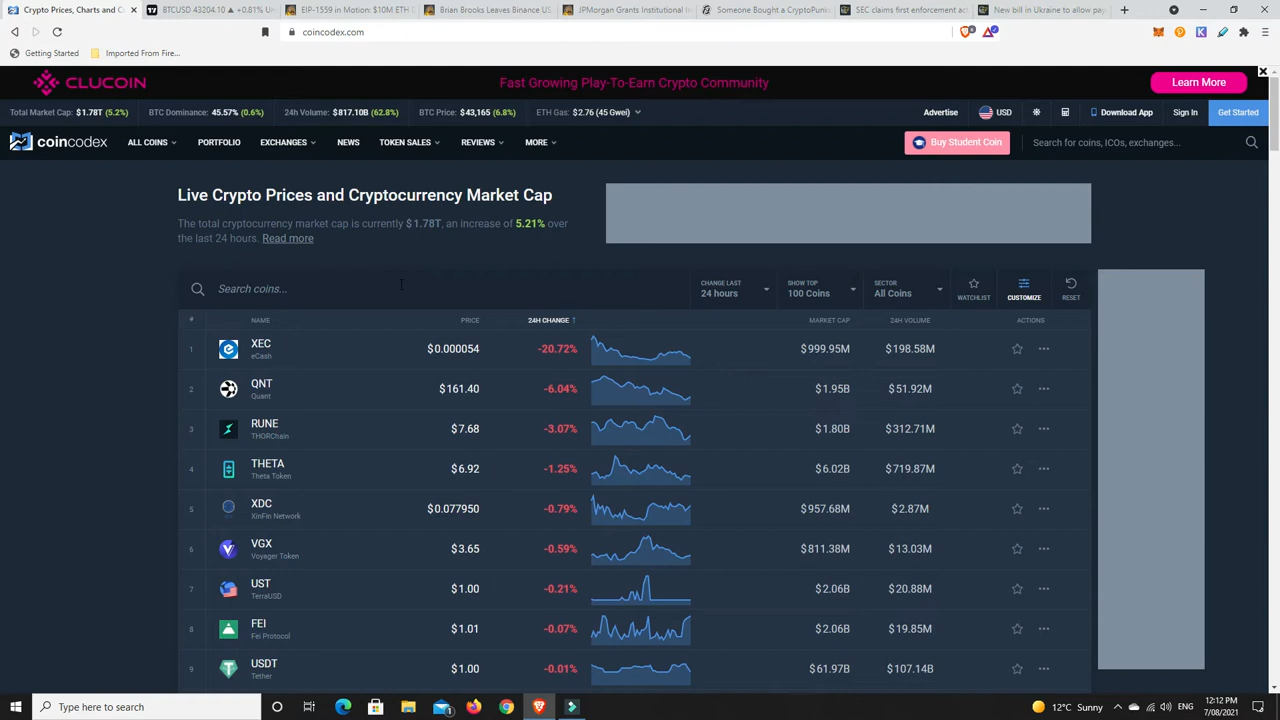 Crypto Prices, Charts and C
BTCUSD 43204.10 ▲ +0.81% Un
EIP-1559 in Motion: $10M ETH C
Brian Brooks Leaves Binance US
JPMorgan Grants Institutional In
Someone Bought a CryptoPunk
SEC claims first enforcement act
New bill in Ukraine to allow pay
coincodex.com
Getting Started
Imported From Fire...
CLUCOIN
Fast Growing Play-To-Earn Crypto Community
Learn More
Total Market Cap: $1.78T (5.2%)
BTC Dominance: 45.57% (0.6%)
24h Volume: $817.10B (62.8%)
BTC Price: $43,165 (6.8%)
ETH Gas: $2.76 (45 Gwei)
Advertise
USD
Download App
Sign In
Get Started
coincodex
ALL COINS
PORTFOLIO
EXCHANGES
NEWS
TOKEN SALES
REVIEWS
MORE
Buy Student Coin
Search for coins, ICOs, exchanges...
Live Crypto Prices and Cryptocurrency Market Cap
The total cryptocurrency market cap is currently $1.78T, an increase of 5.21% over
the last 24 hours. Read more
Search coins...
CHANGE LAST
24 hours
SHOW TOP
100 Coins
SECTOR
All Coins
WATCHLIST
CUSTOMIZE
RESET
# NAME PRICE 24H CHANGE ↑ MARKET CAP 24H VOLUME ACTIONS
1 XEC $0.000054 -20.72% $999.95M $198.58M
eCash
2 QNT $161.40 -6.04% $1.95B $51.92M
Quant
3 RUNE $7.68 -3.07% $1.80B $312.71M
THORChain
4 THETA $6.92 -1.25% $6.02B $719.87M
Theta Token
5 XDC $0.077950 -0.79% $957.68M $2.87M
XinFin Network
6 VGX $3.65 -0.59% $811.38M $13.03M
Voyager Token
7 UST $1.00 -0.21% $2.06B $20.88M
TerraUSD
8 FEI $1.01 -0.07% $2.06B $19.85M
Fei Protocol
9 USDT $1.00 -0.01% $61.97B $107.14B
Tether
Type here to search
12°C Sunny
ENG
12:12 PM
7/08/2021